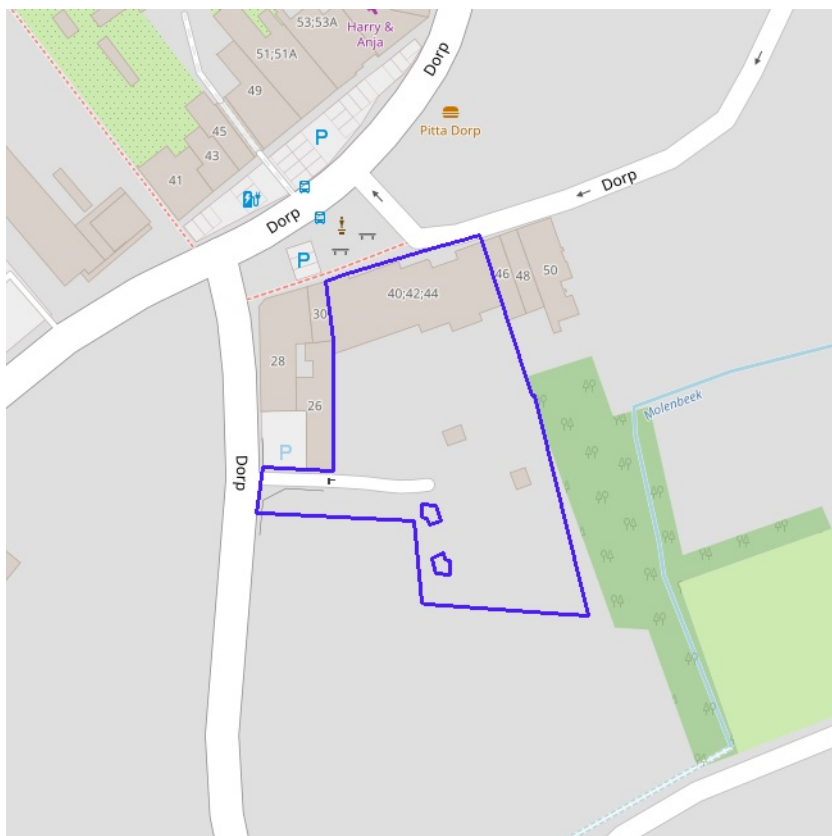 53;53A
Harry &
Anja
51;51A
49
45
43
41
P
Dorp
Pitta Dorp
Dorp
Dorp
P
40;42;44
46
48
50
30
28
26
P
Dorp
Molenbeek